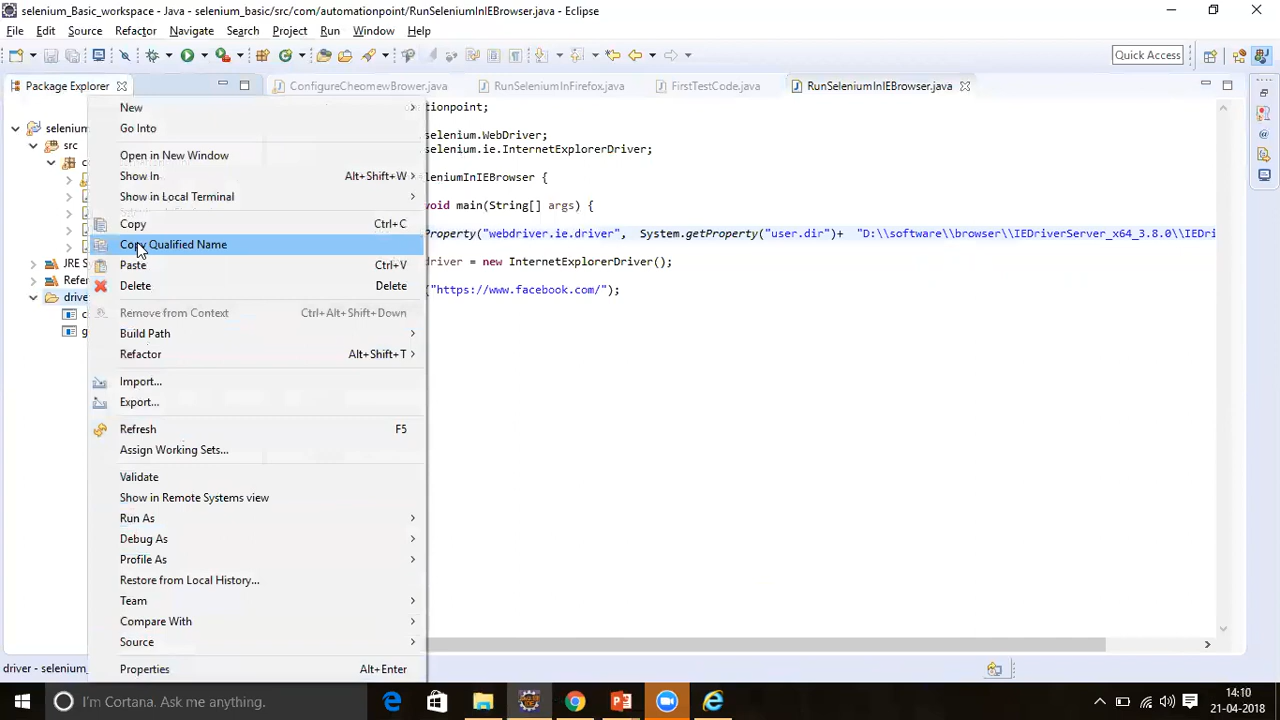 selenium_Basic_workspace - Java - selenium_basic/src/com/automationpoint/RunSeleniumInIEBrowser.java - Eclipse
File Edit Source Refactor Navigate Search Project Run Window Help
Quick Access
Package Explorer
ConfigureCheomewBrower.java RunSeleniumInFirefox.java FirstTestCode.java RunSeleniumInIEBrowser.java
New
Go Into
Open in New Window
Show In Alt+Shift+W
Show in Local Terminal
Copy Ctrl+C
Copy Qualified Name
Paste Ctrl+V
Delete Delete
Remove from Context Ctrl+Alt+Shift+Down
Build Path
Refactor Alt+Shift+T
Import...
Export...
Refresh F5
Assign Working Sets...
Validate
Show in Remote Systems view
Run As
Debug As
Profile As
Restore from Local History...
Team
Compare With
Source
Properties Alt+Enter
selenium
src
c
JRE S
Refer
drive
c
g
tionpoint;
selenium.WebDriver;
selenium.ie.InternetExplorerDriver;
leniumInIEBrowser {
void main(String[] args) {
Property("webdriver.ie.driver", System.getProperty("user.dir")+ "D:\\software\\browser\\IEDriverServer_x64_3.8.0\\IEDri
driver = new InternetExplorerDriver();
("https://www.facebook.com/");
driver - selenium_
I'm Cortana. Ask me anything.
14:10
21-04-2018